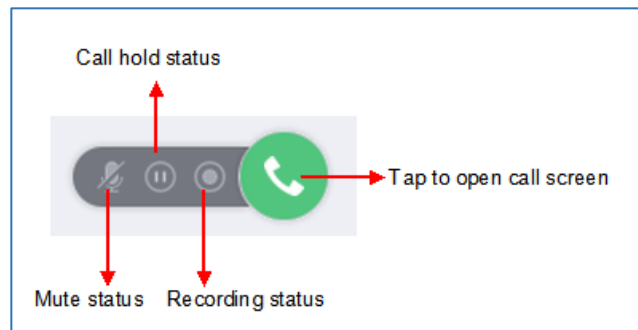 Call hold status
Tap to open call screen
Mute status
Recording status